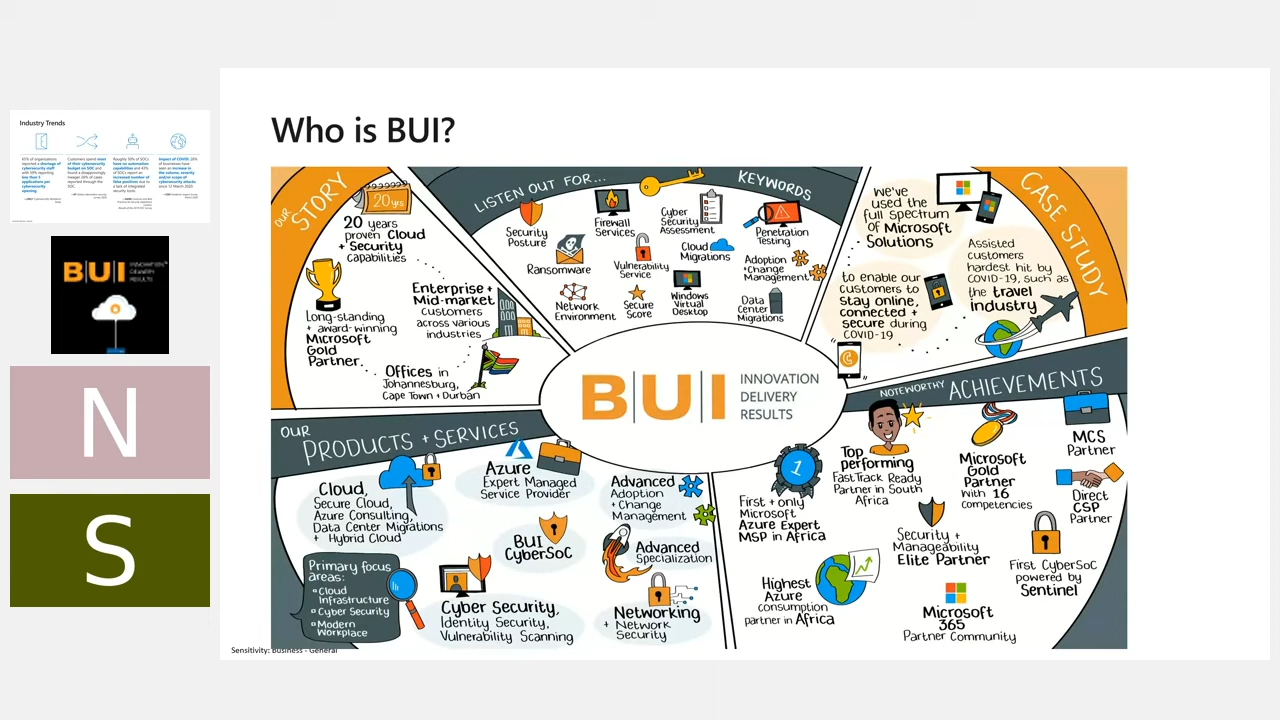 Industry Trends
BUI INNOVATION
DELIVERY
RESULTS
N
S
Who is BUI?
OUR
STORY
20 yrs
20 years
proven Cloud
+ Security
capabilities
Long-standing
+ award-winning
Microsoft
Gold
Partner
Enterprise +
Mid-market
customers
across various
industries
Offices in
Johannesburg,
Cape Town + Durban
LISTEN OUT FOR...
KEYWORDS
Security
Posture
Firewall
Services
Cyber
Security
Assessment
Penetration
Testing
Ransomware
Vulnerability
Service
Cloud
Migrations
Adoption
+Change
Management
Network
Environment
Secure
Score
Windows
Virtual
Desktop
Data
Center
Migrations
CASE STUDY
We've
used the
full spectrum
of Microsoft
Solutions
To enable our
customers to
stay online,
connected +
secure during
COVID-19
Assisted
customers
hardest hit by
COVID-19, such as
the travel
industry
BUI
INNOVATION
DELIVERY
RESULTS
OUR
PRODUCTS + SERVICES
Cloud,
Secure Cloud,
Azure Consulting,
Data Center Migrations
+ Hybrid Cloud
Azure
Expert Managed
Service Provider
Advanced
Adoption
+ Change
Management
BUI
CyberSoC
Advanced
Specialization
Primary focus
areas:
Cloud
Infrastructure
Cyber Security
Modern
Workplace
Cyber Security,
Identity Security,
Vulnerability Scanning
Networking
+ Network
Security
NOTEWORTHY ACHIEVEMENTS
1
First + only
Microsoft
Azure Expert
MSP in Africa
Top
performing
FastTrack Ready
Partner in South
Africa
Microsoft
Gold
Partner
With 16
competencies
MCS
Partner
Direct
CSP
Partner
Security +
Manageability
Elite Partner
First CyberSoC
powered by
Sentinel
Highest
Azure
consumption
partner in Africa
Microsoft
365
Partner Community
Sensitivity: Business - General